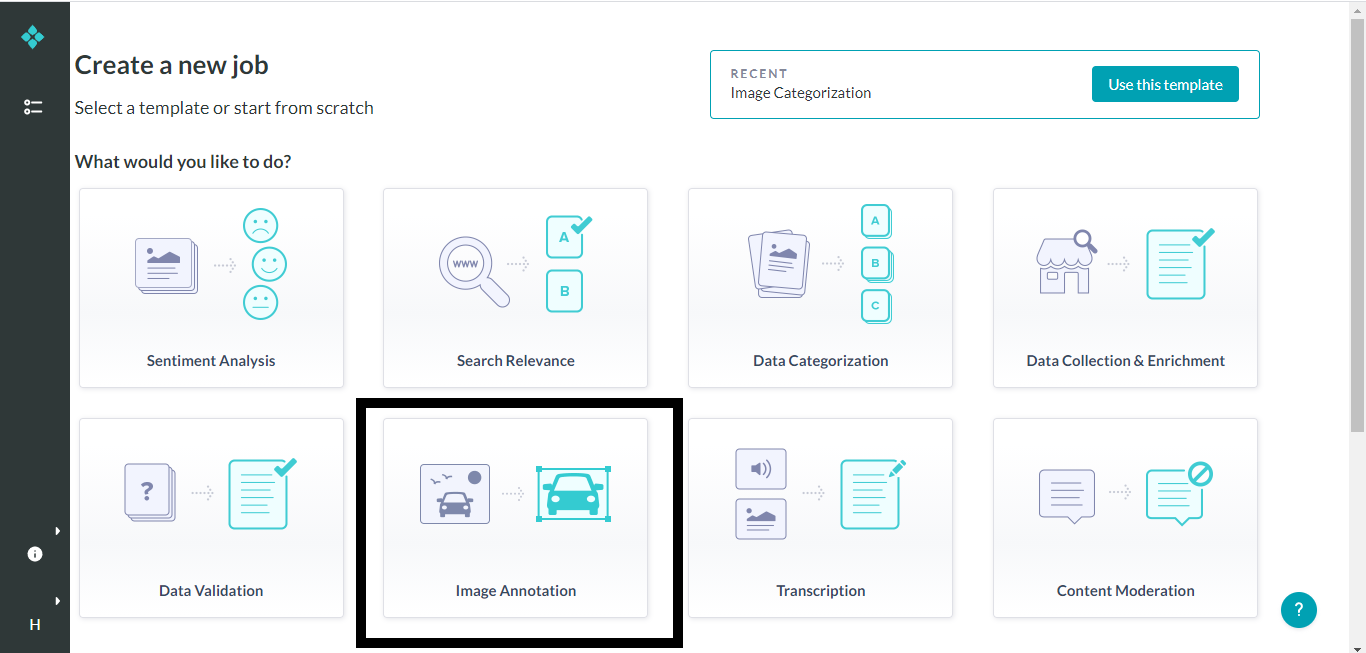 Create a new job
Select a template or start from scratch
RECENT
Image Categorization
Use this template
What would you like to do?
A
B
C
WWW
A
B
Sentiment Analysis
Search Relevance
Data Categorization
Data Collection & Enrichment
?
Data Validation
Image Annotation
Transcription
Content Moderation
i
H
?